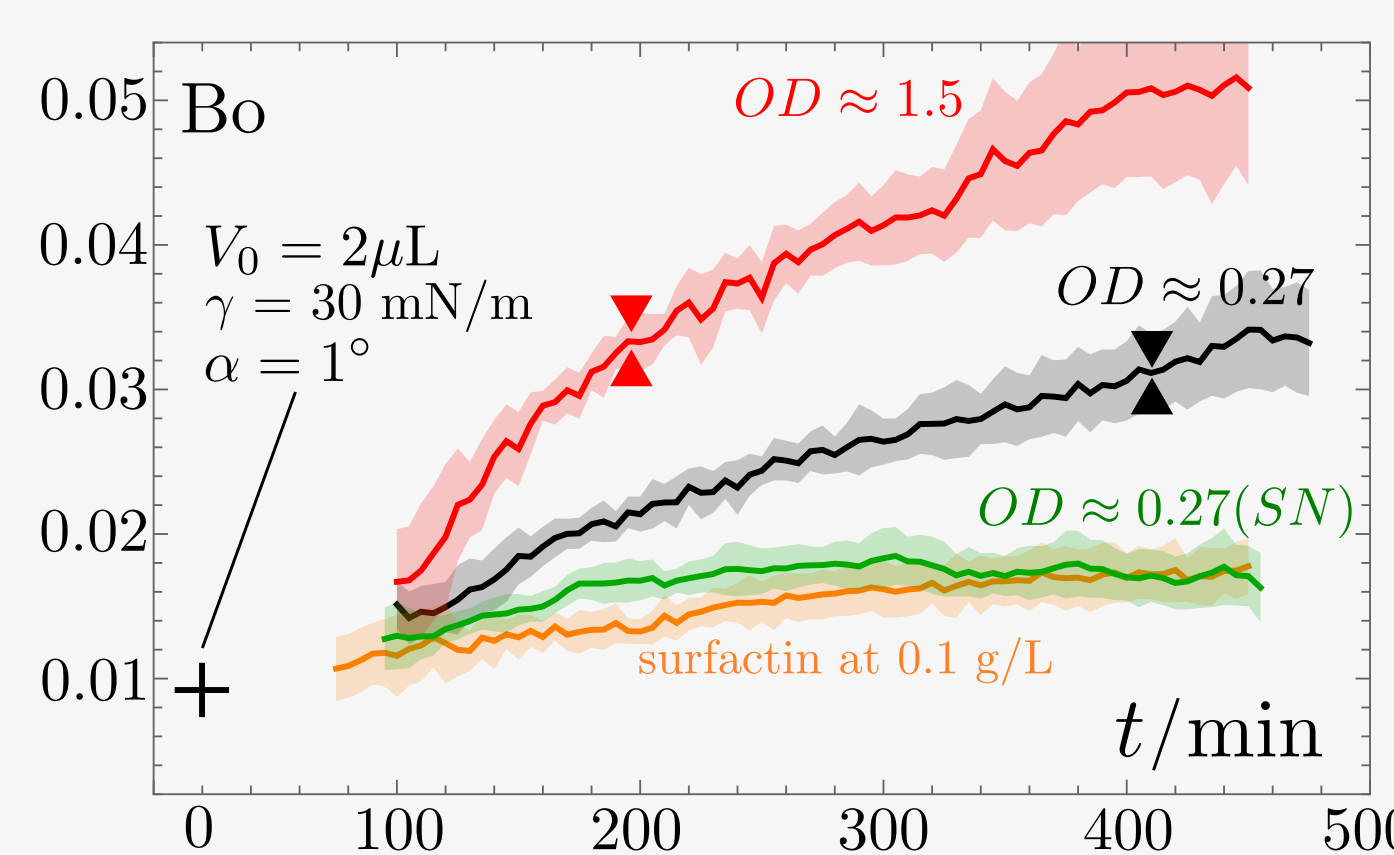 0.05
Bo
OD ≈ 1.5
0.04
V₀ = 2μL
γ = 30 mN/m
α = 1°
OD ≈ 0.27
0.03
OD ≈ 0.27(SN)
0.02
surfactin at 0.1 g/L
0.01
t/min
0 100 200 300 400 500